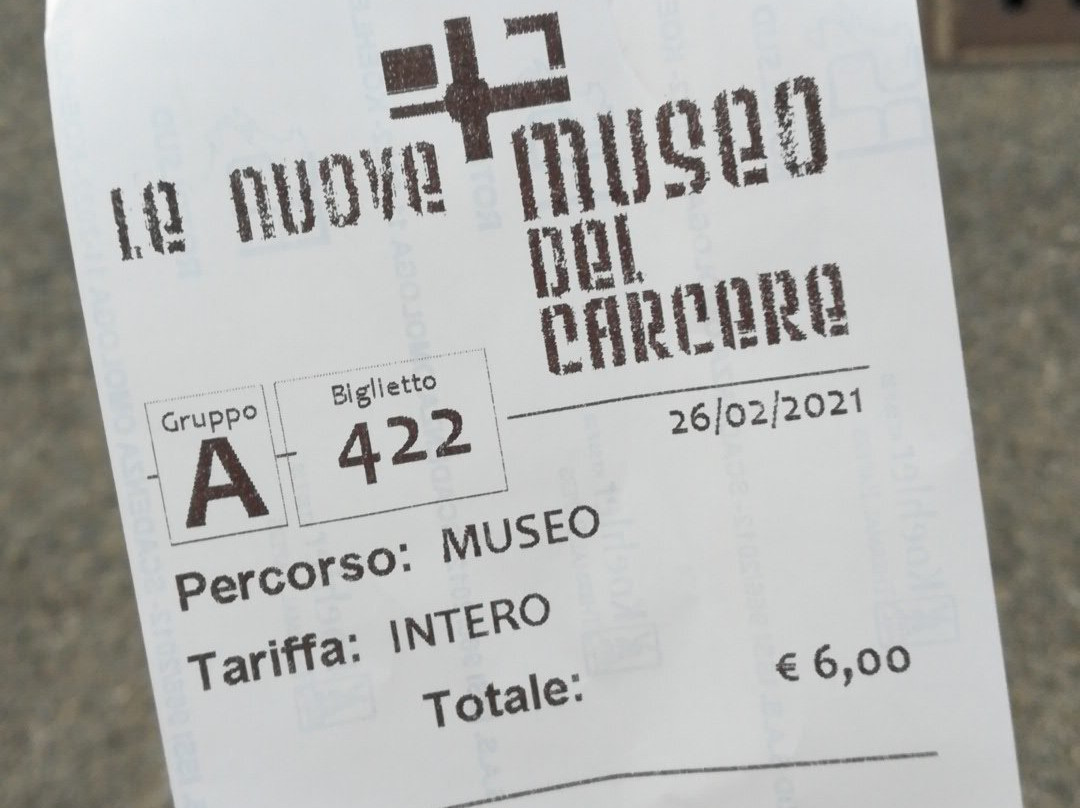 Le nuove
museo
del
carcere
Gruppo
A
Biglietto
422
26/02/2021
Percorso: MUSEO
Tariffa: INTERO
Totale: € 6,00